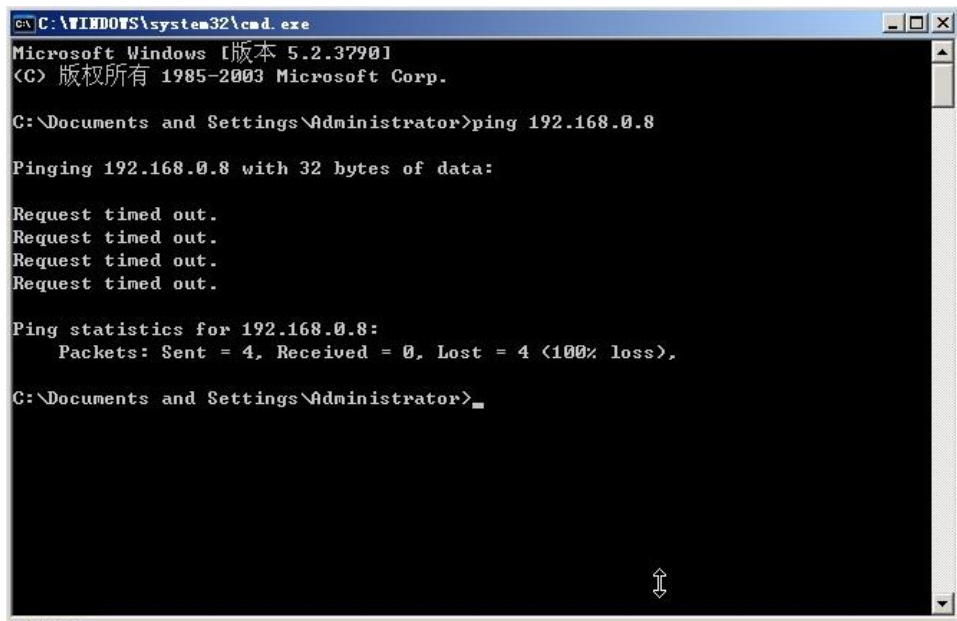 C:\WINDOWS\system32\cmd.exe
Microsoft Windows [版本 5.2.3790]
(C) 版权所有 1985-2003 Microsoft Corp.
C:\Documents and Settings\Administrator>ping 192.168.0.8
Pinging 192.168.0.8 with 32 bytes of data:
Request timed out.
Request timed out.
Request timed out.
Request timed out.
Ping statistics for 192.168.0.8:
Packets: Sent = 4, Received = 0, Lost = 4 (100% loss),
C:\Documents and Settings\Administrator>_